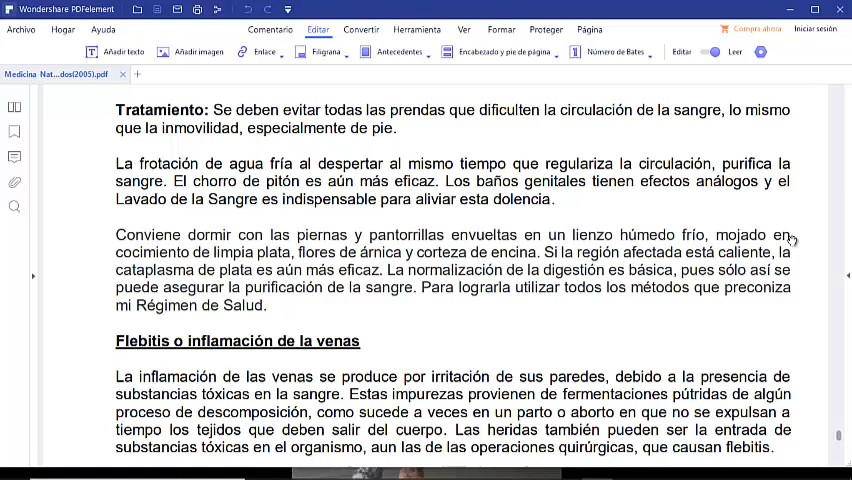 Wondershare PDFelement
Archivo Hogar Ayuda Comentario Editar Convertir Herramienta Ver Formar Proteger Página Compra ahora Iniciar sesión
Añadir texto Añadir imagen Enlace Filigrana Antecedentes Encabezado y pie de página Número de Bates Editar Leer
Medicina Nat...dos(2005).pdf
Tratamiento: Se deben evitar todas las prendas que dificulten la circulación de la sangre, lo mismo
que la inmovilidad, especialmente de pie.
La frotación de agua fría al despertar al mismo tiempo que regulariza la circulación, purifica la
sangre. El chorro de pitón es aún más eficaz. Los baños genitales tienen efectos análogos y el
Lavado de la Sangre es indispensable para aliviar esta dolencia.
Conviene dormir con las piernas y pantorrillas envueltas en un lienzo húmedo frío, mojado en
cocimiento de limpia plata, flores de árnica y corteza de encina. Si la región afectada está caliente, la
cataplasma de plata es aún más eficaz. La normalización de la digestión es básica, pues sólo así se
puede asegurar la purificación de la sangre. Para lograrla utilizar todos los métodos que preconiza
mi Régimen de Salud.
Flebitis o inflamación de la venas
La inflamación de las venas se produce por irritación de sus paredes, debido a la presencia de
substancias tóxicas en la sangre. Estas impurezas provienen de fermentaciones pútridas de algún
proceso de descomposición, como sucede a veces en un parto o aborto en que no se expulsan a
tiempo los tejidos que deben salir del cuerpo. Las heridas también pueden ser la entrada de
substancias tóxicas en el organismo, aun las de las operaciones quirúrgicas, que causan flebitis.